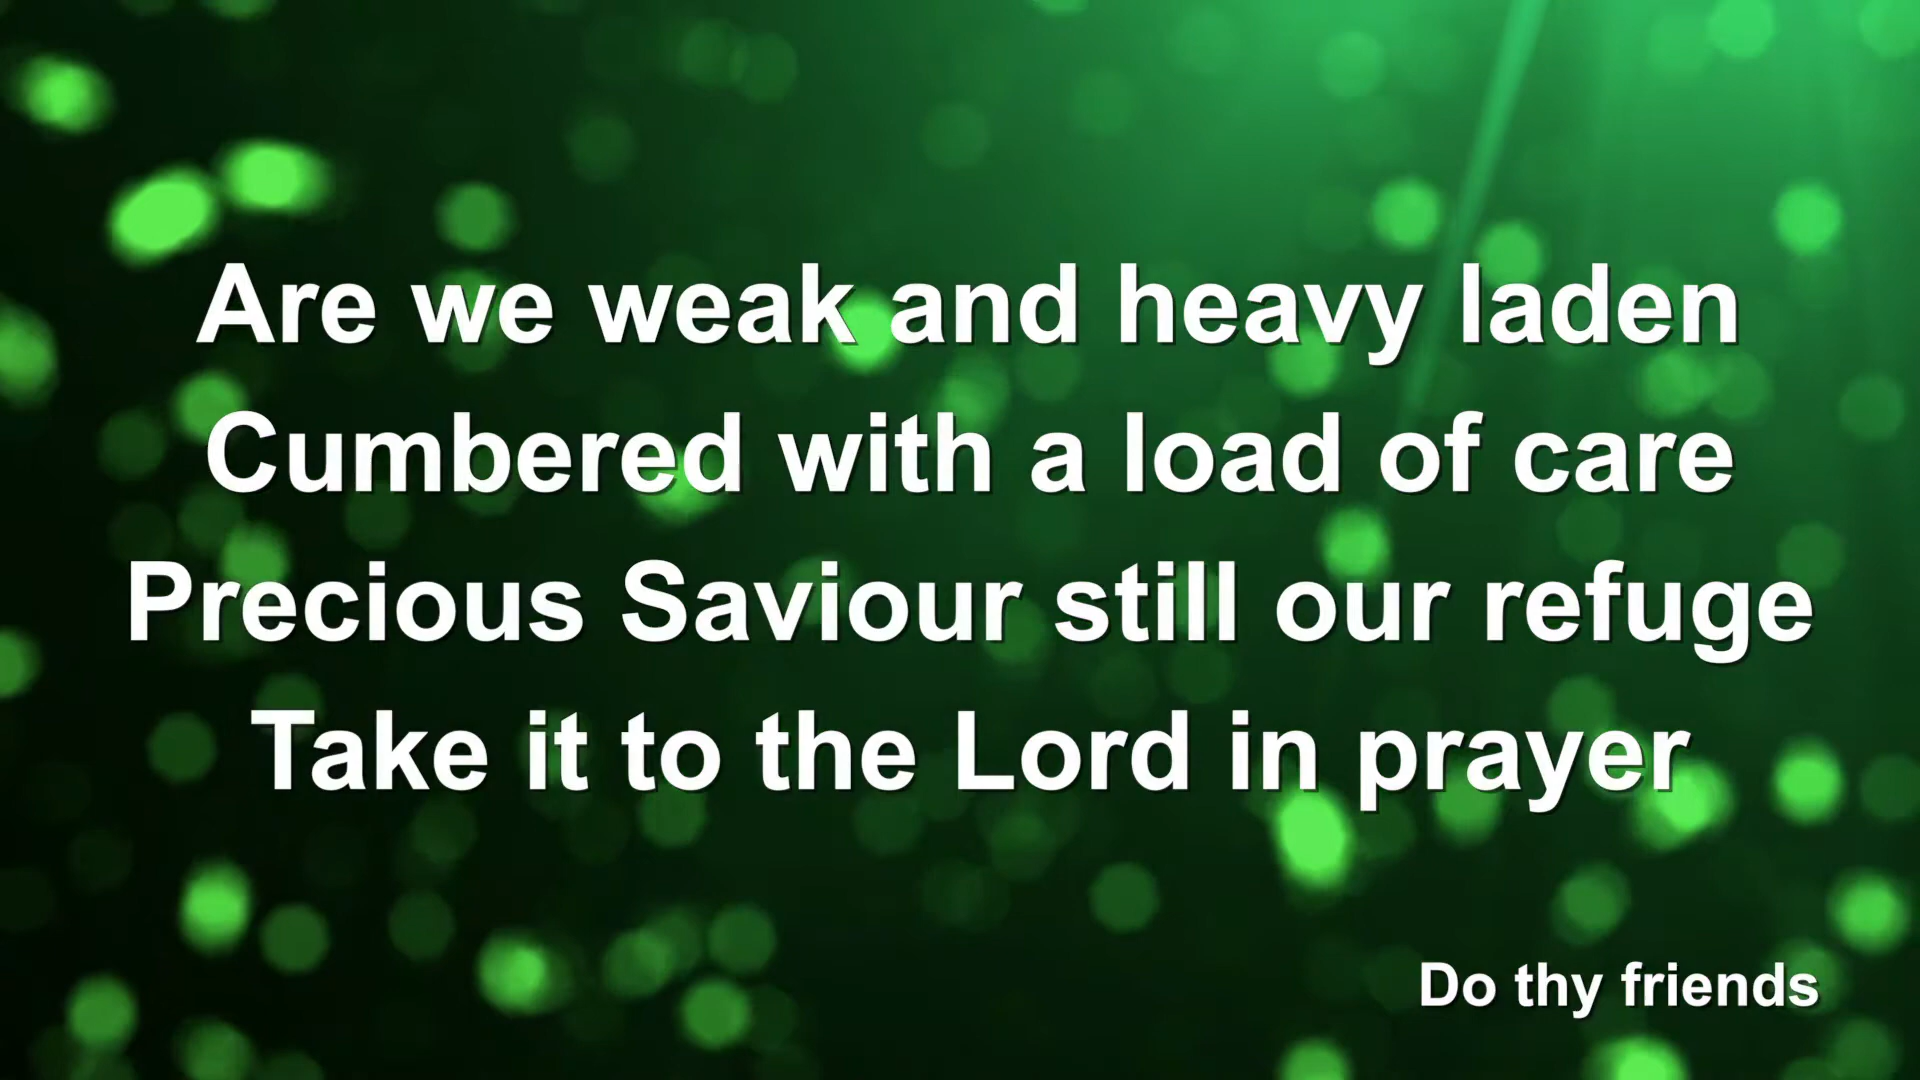 Are we weak and heavy laden
Cumbered with a load of care
Precious Saviour still our refuge
Take it to the Lord in prayer
Do thy friends